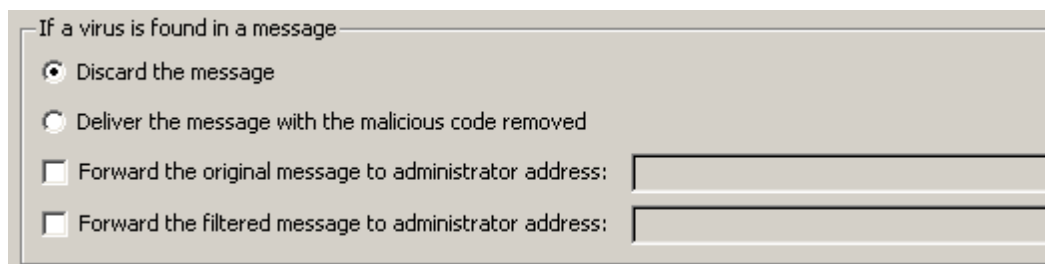 If a virus is found in a message
Discard the message
Deliver the message with the malicious code removed
Forward the original message to administrator address:
Forward the filtered message to administrator address: